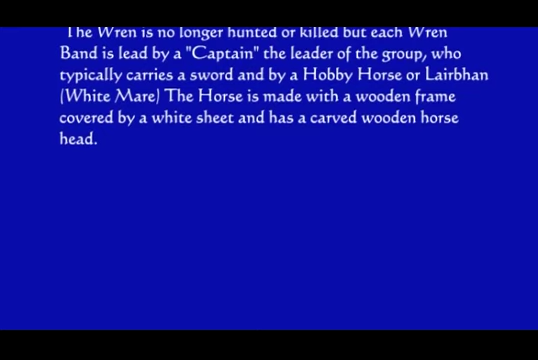 The Wren is no longer hunted or killed but each Wren
Band is lead by a "Captain" the leader of the group, who
typically carries a sword and by a Hobby Horse or Lairbhan
(White Mare) The Horse is made with a wooden frame
covered by a white sheet and has a carved wooden horse
head.